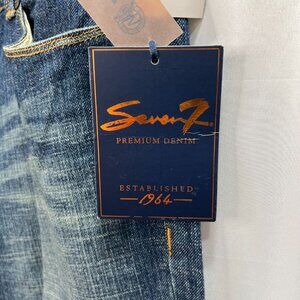 Seven7
PREMIUM DENIM
ESTABLISHED
1964